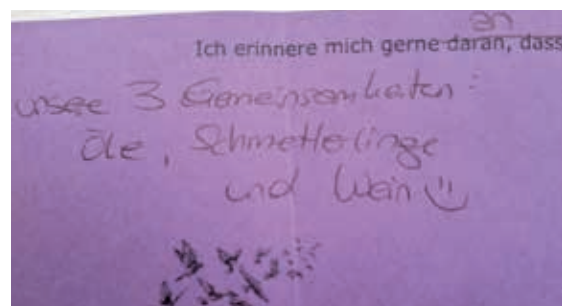 an
Ich erinnere mich gerne daran, dass
unsere 3 Gemeinsamkeiten:
Öle, Schmetterlinge
und Wein